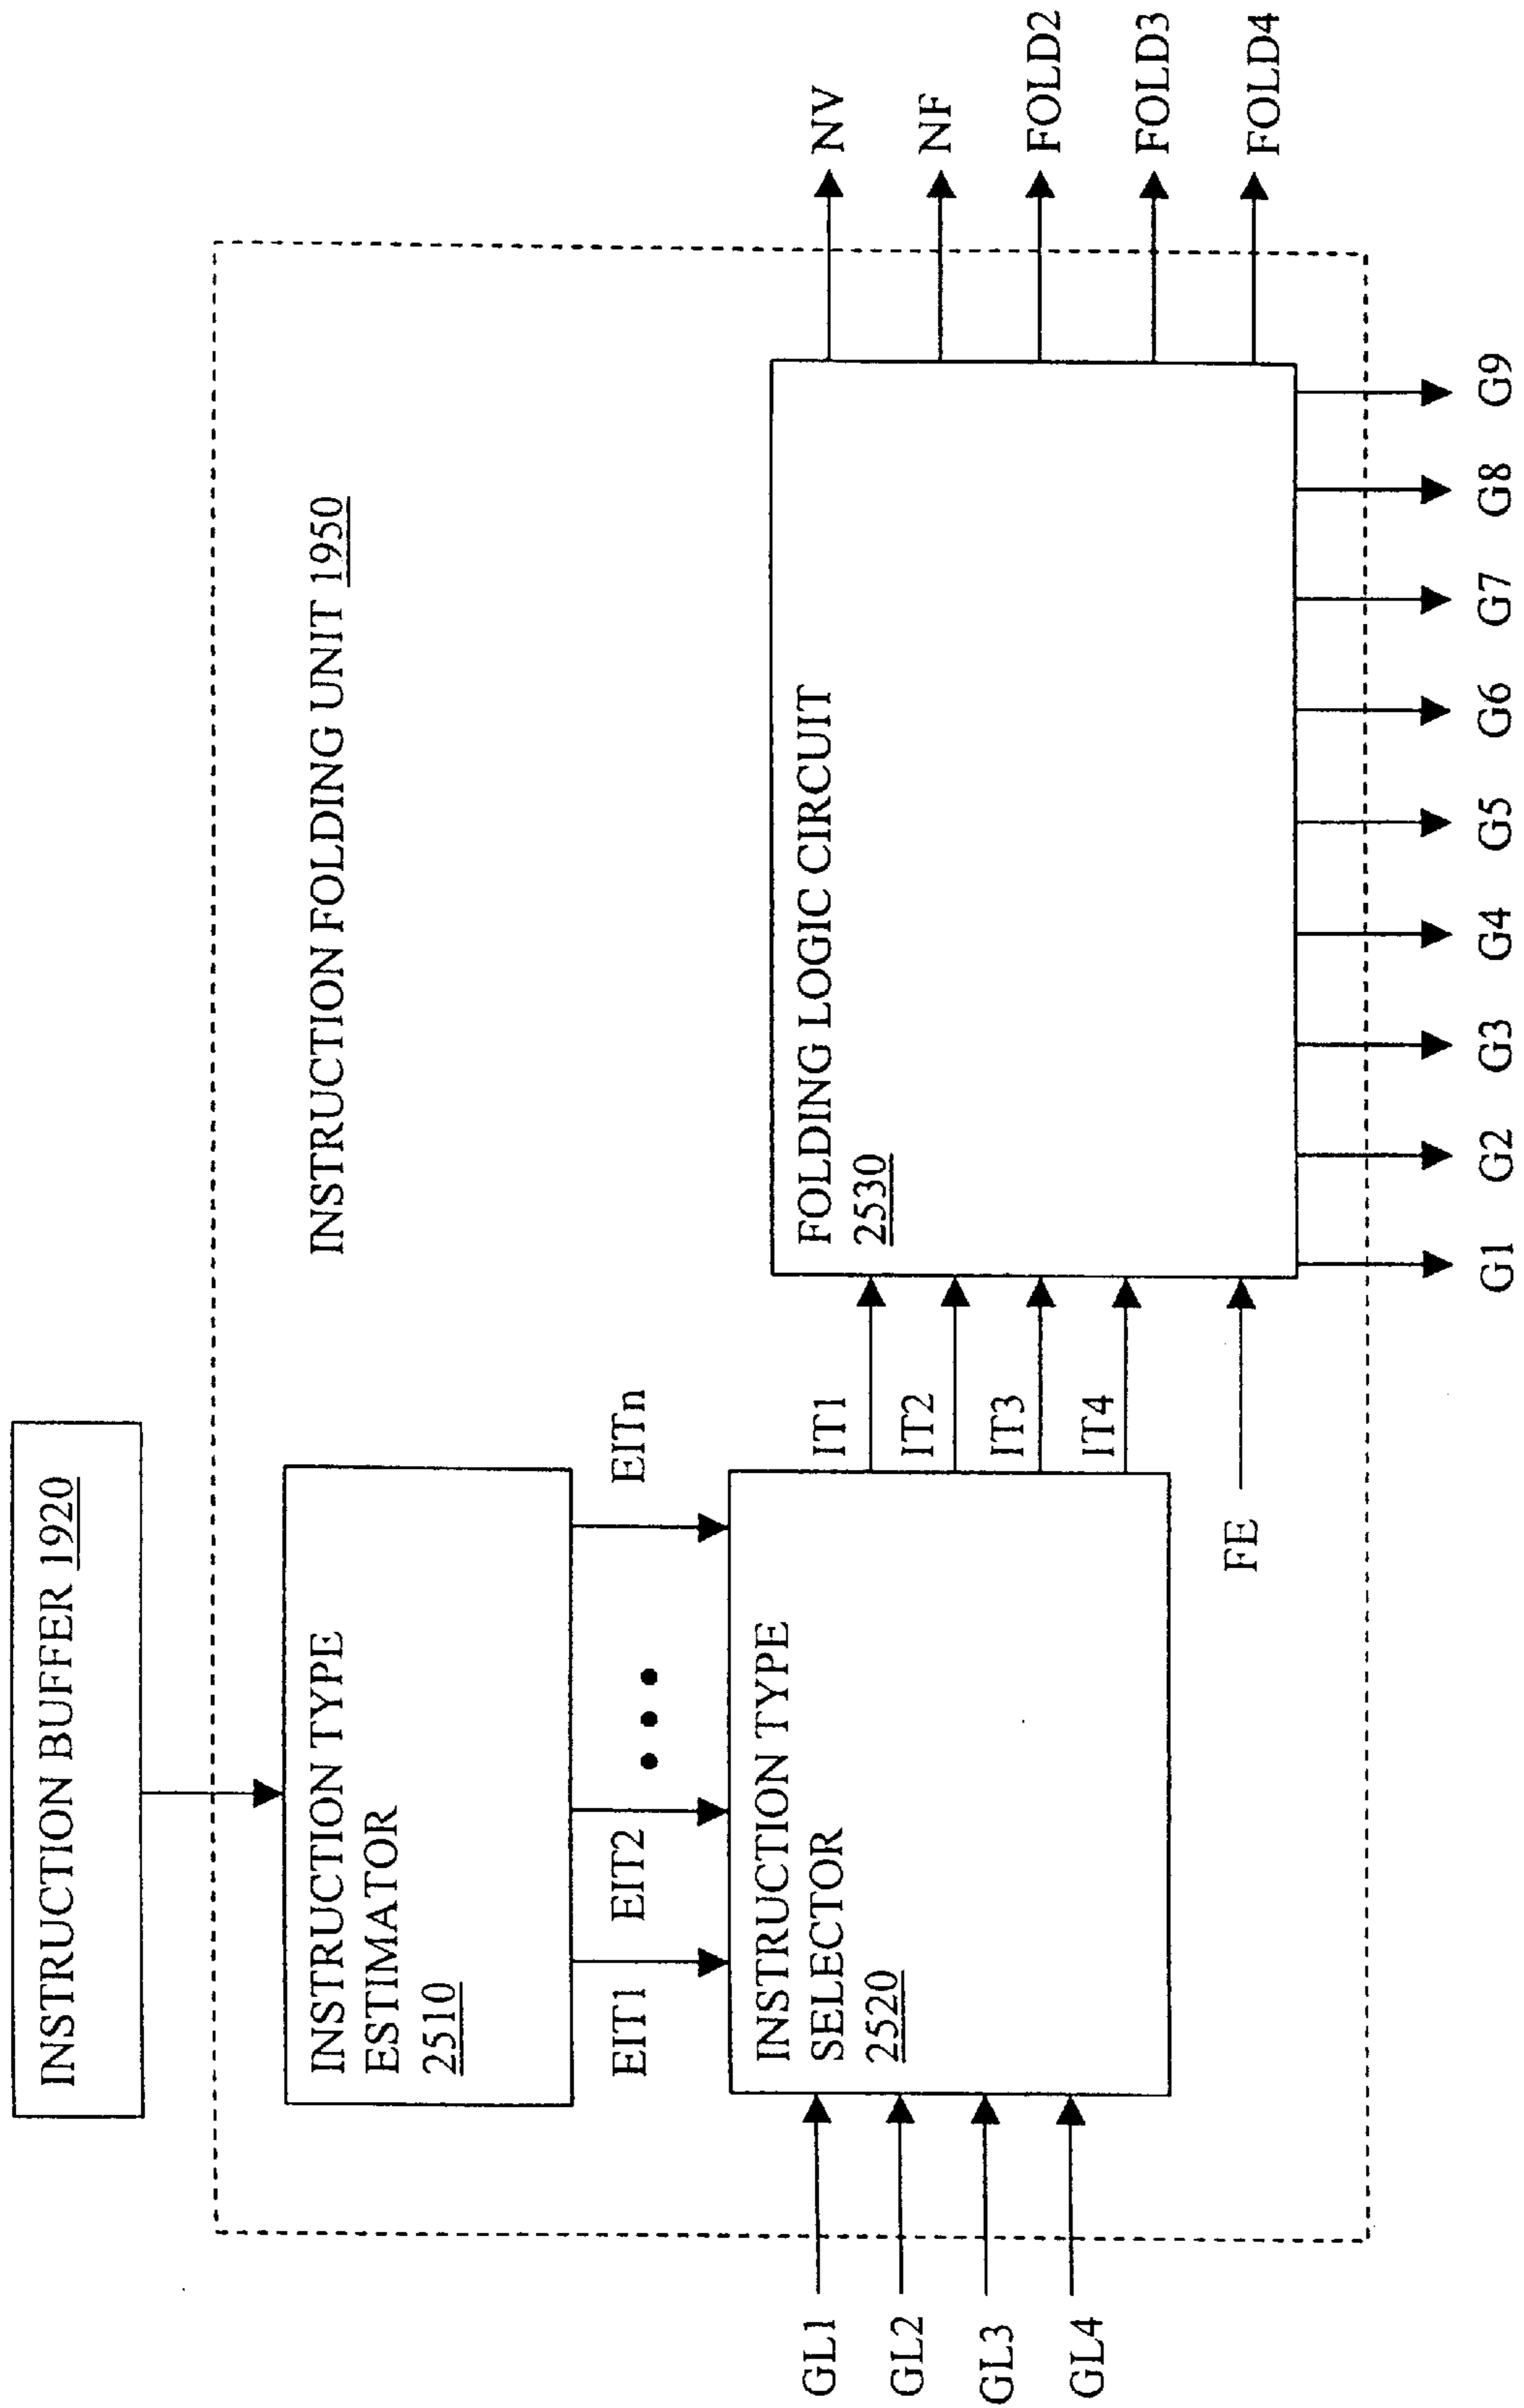 INSTRUCTION BUFFER 1920
INSTRUCTION FOLDING UNIT 1950
INSTRUCTION TYPE
ESTIMATOR
2510
EIT1
EIT2
EITn
INSTRUCTION TYPE
SELECTOR
2520
GL1
GL2
GL3
GL4
IT1
IT2
IT3
IT4
FE
FOLDING LOGIC CIRCUIT
2530
NV
NF
FOLD2
FOLD3
FOLD4
G1
G2
G3
G4
G5
G6
G7
G8
G9